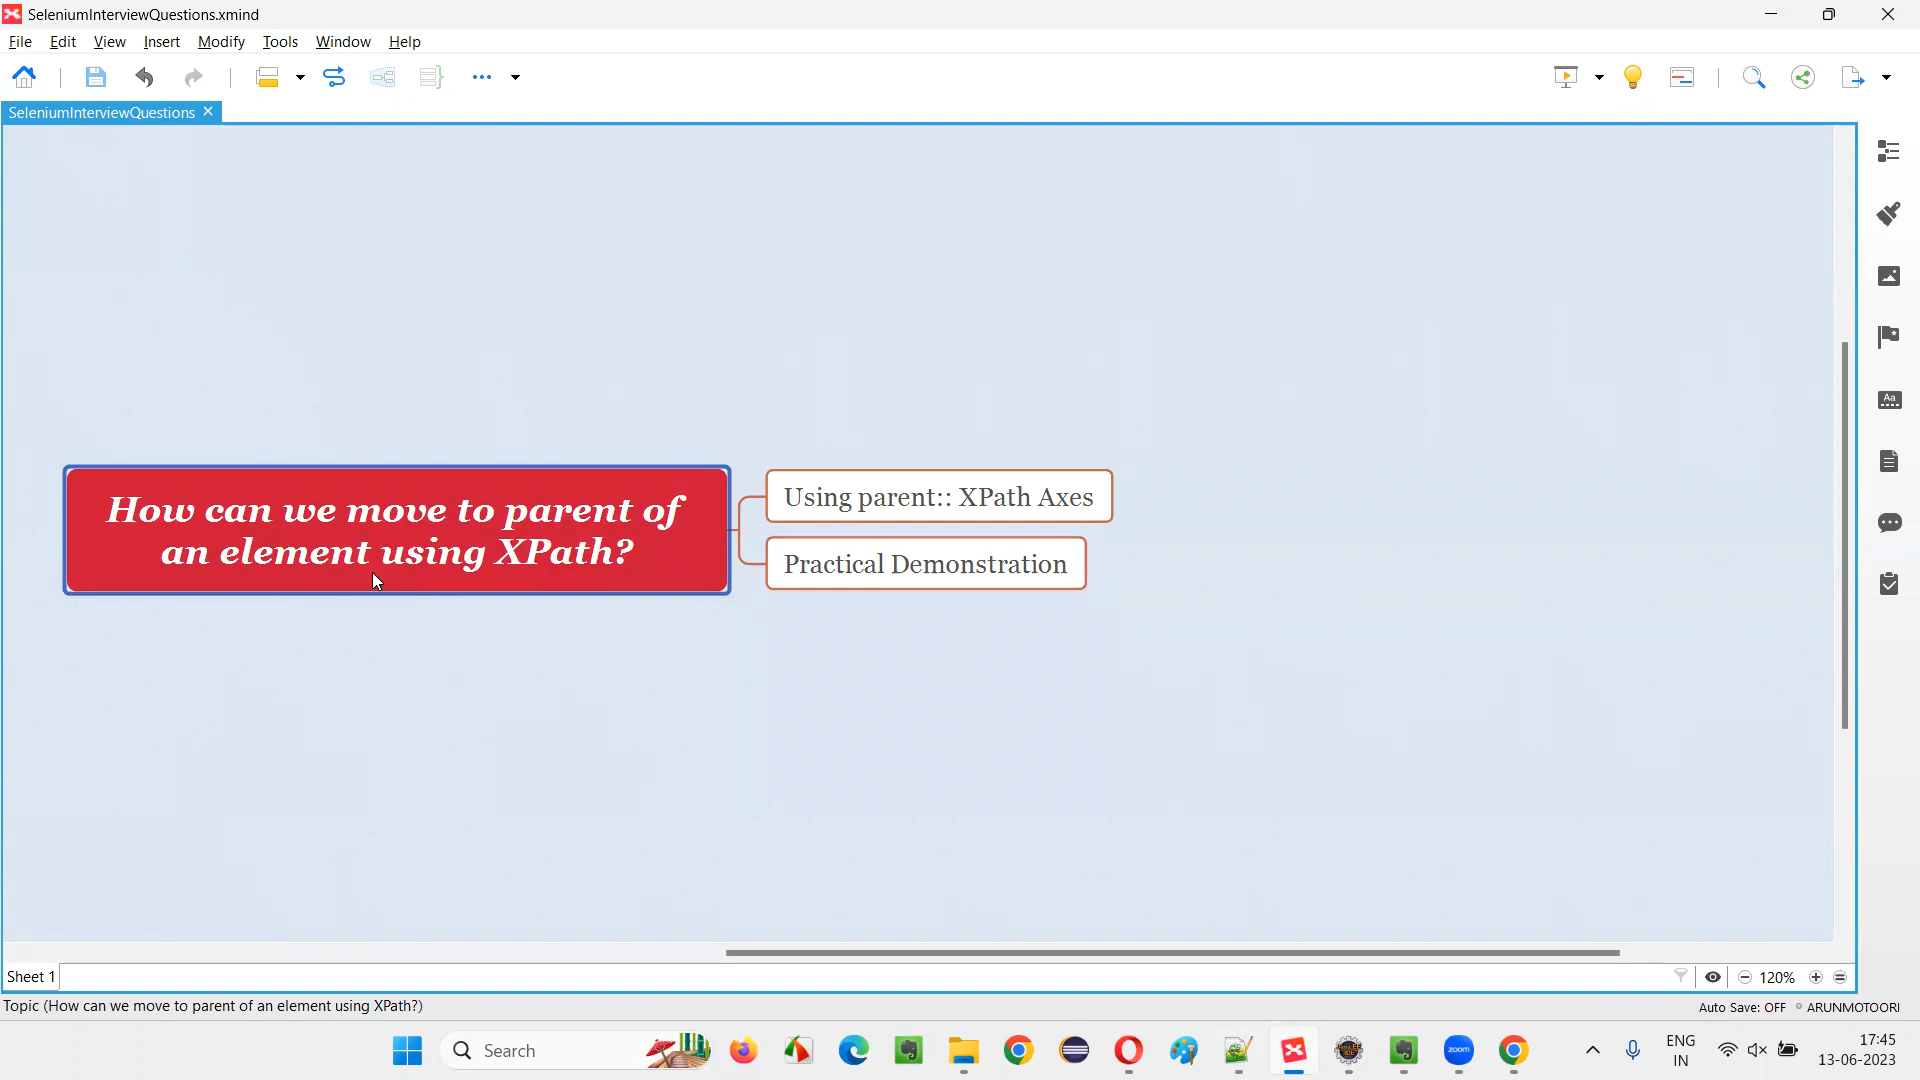 SeleniumInterviewQuestions.xmind
File Edit View Insert Modify Tools Window Help
SeleniumInterviewQuestions
How can we move to parent of
an element using XPath?
Using parent:: XPath Axes
Practical Demonstration
Aa
Sheet 1
120%
Topic (How can we move to parent of an element using XPath?)
Auto Save: OFF
ARUNMOTOORI
Search
zoom
ENG
IN
17:45
13-06-2023